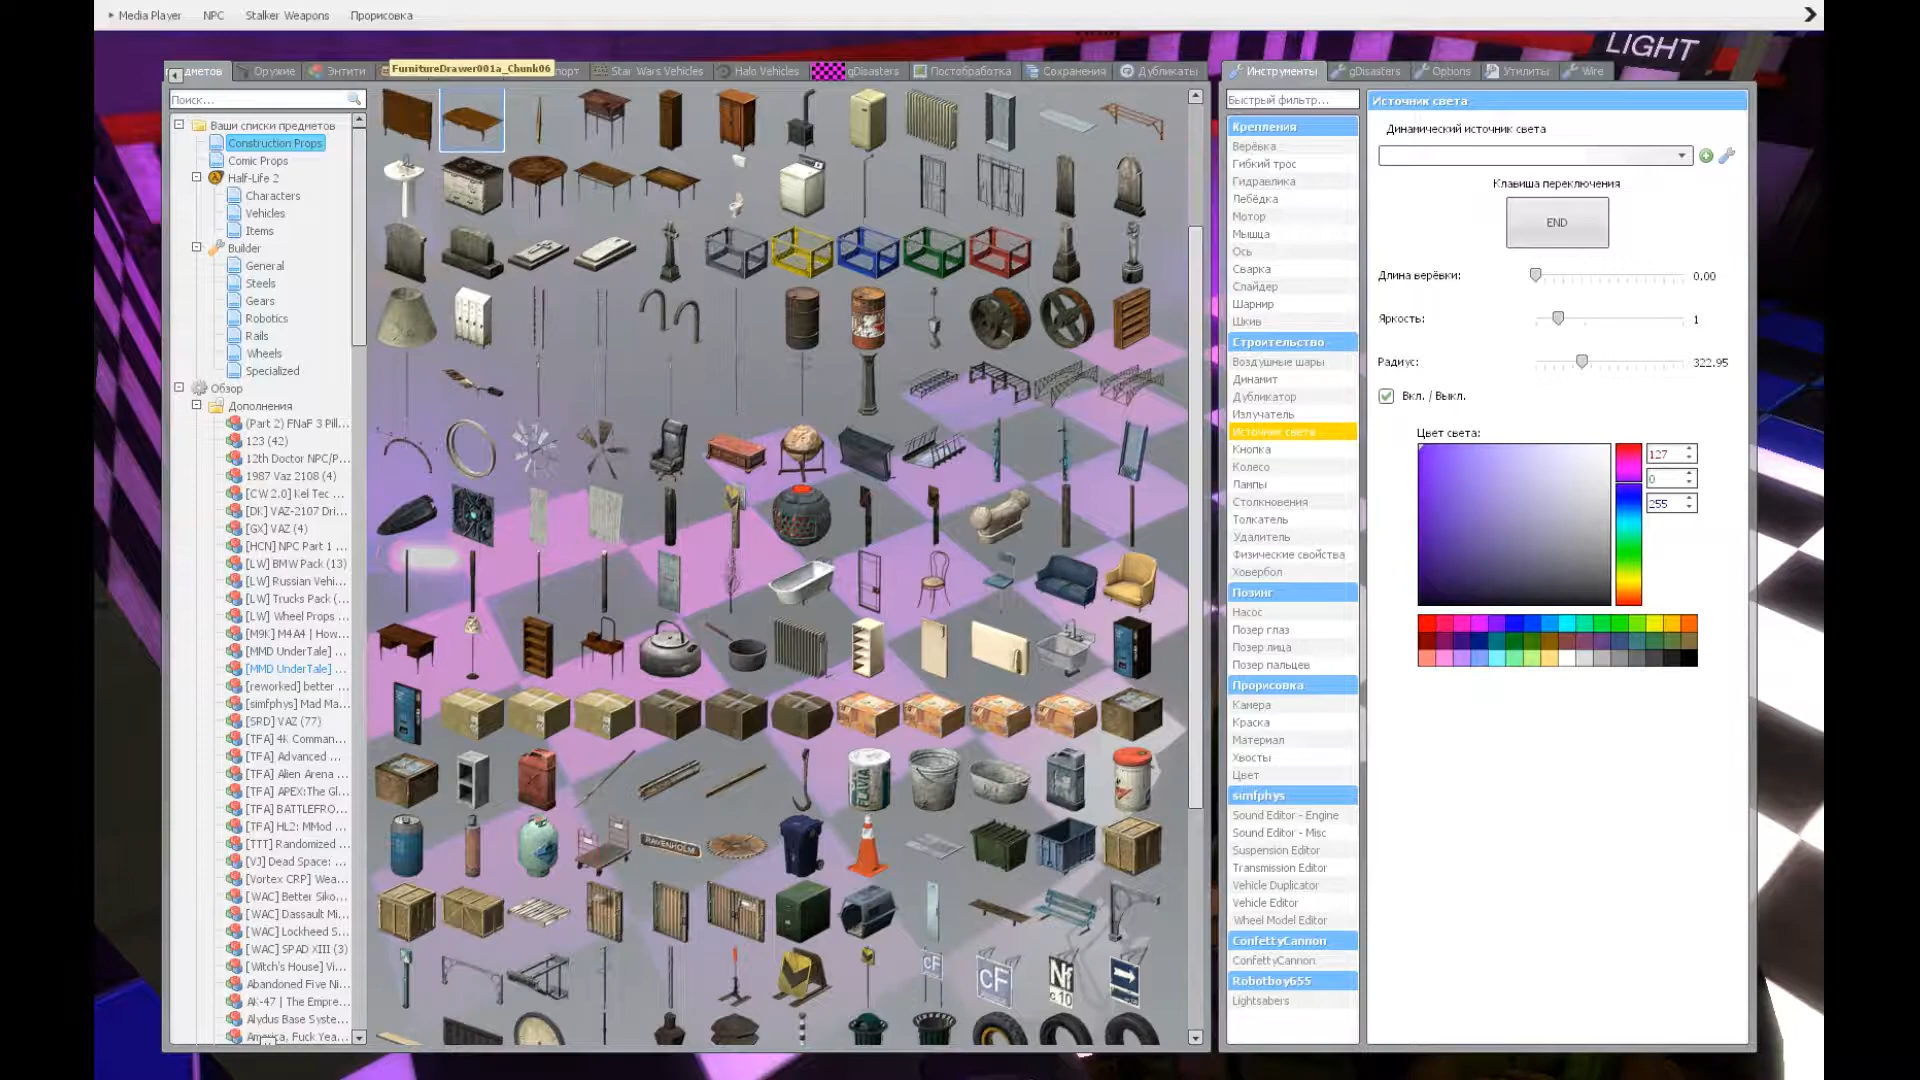 Media Player NPC Stalker Weapons Прорисовка
LIGHT
FurnitureDrawer001a_Chunk06
Оружие Энтити Star Wars Vehicles Halo Vehicles gDisasters Постобработка Сохранения Дубликаты
Инструменты gDisasters Options Утилиты Wire
Поиск...
Ваши списки предметов
Construction Props
Comic Props
Half-Life 2
Characters
Vehicles
Items
Builder
General
Steels
Gears
Robotics
Rails
Wheels
Specialized
Обзор
Дополнения
(Part 2) FNaF 3 Pill...
123 (42)
12th Doctor NPC/P...
1987 Vaz 2108 (4)
[CW 2.0] Kel Tec ...
[DK] VAZ-2107 Dri...
[GX] VAZ (4)
[HCN] NPC Part 1 ...
[LW] BMW Pack (13)
[LW] Russian Vehi...
[LW] Trucks Pack (...
[LW] Wheel Props ...
[M9K] M4A4 | How...
[MMD UnderTale] ...
[MMD UnderTale] ...
[reworked] better ...
[simfphys] Mad Ma...
[SRD] VAZ (77)
[TFA] 4K Comman...
[TFA] Advanced ...
[TFA] Alien Arena ...
[TFA] APEX:The Gl...
[TFA] BATTLEFRO...
[TFA] HL2: MMod ...
[TTT] Randomized ...
[VJ] Dead Space: ...
[Vortex CRP] Wea...
[WAC] Better Siko...
[WAC] Dassault Mi...
[WAC] Lockheed S...
[WAC] SPAD XIII (3)
[Witch's House] Vi...
Abandoned Five Ni...
AK-47 | The Empre...
Alydus Base Syste...
America, Fuck Yea...
FLAVIA
RAVENHOLM
CF
CF
Nf
c 10
Быстрый фильтр...
Крепления
Верёвка
Гибкий трос
Гидравлика
Лебёдка
Мотор
Мышца
Ось
Сварка
Слайдер
Шарнир
Шкив
Строительство
Воздушные шары
Динамит
Дубликатор
Излучатель
Источник света
Кнопка
Колесо
Лампы
Столкновения
Толкатель
Удалитель
Физические свойства
Ховербол
Позинг
Насос
Позер глаз
Позер лица
Позер пальцев
Прорисовка
Камера
Краска
Материал
Хвосты
Цвет
simfphys
Sound Editor - Engine
Sound Editor - Misc
Suspension Editor
Transmission Editor
Vehicle Duplicator
Vehicle Editor
Wheel Model Editor
ConfettyCannon
ConfettyCannon
Robotboy655
Lightsabers
Источник света
Динамический источник света
Клавиша переключения
END
Длина верёвки: 0.00
Яркость: 1
Радиус: 322.95
Вкл. / Выкл.
Цвет света:
127
0
255